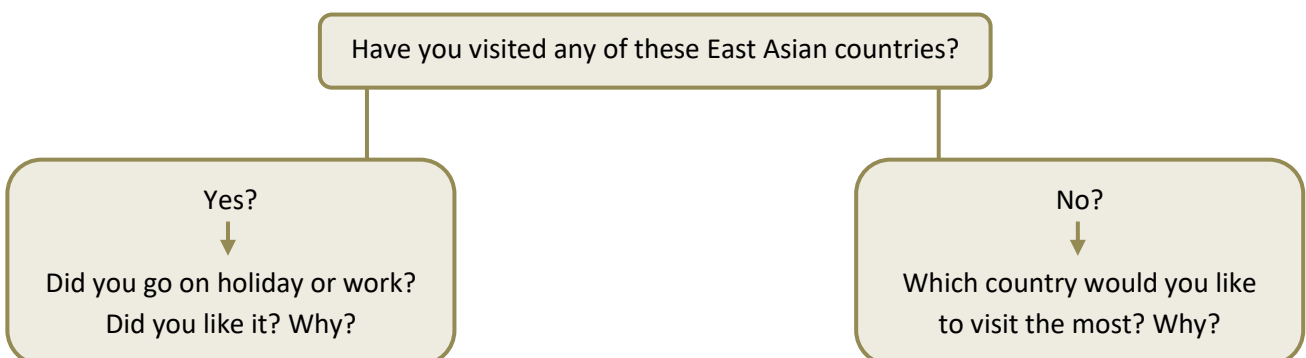 Have you visited any of these East Asian countries?
Yes?
Did you go on holiday or work?
Did you like it? Why?
No?
Which country would you like
to visit the most? Why?